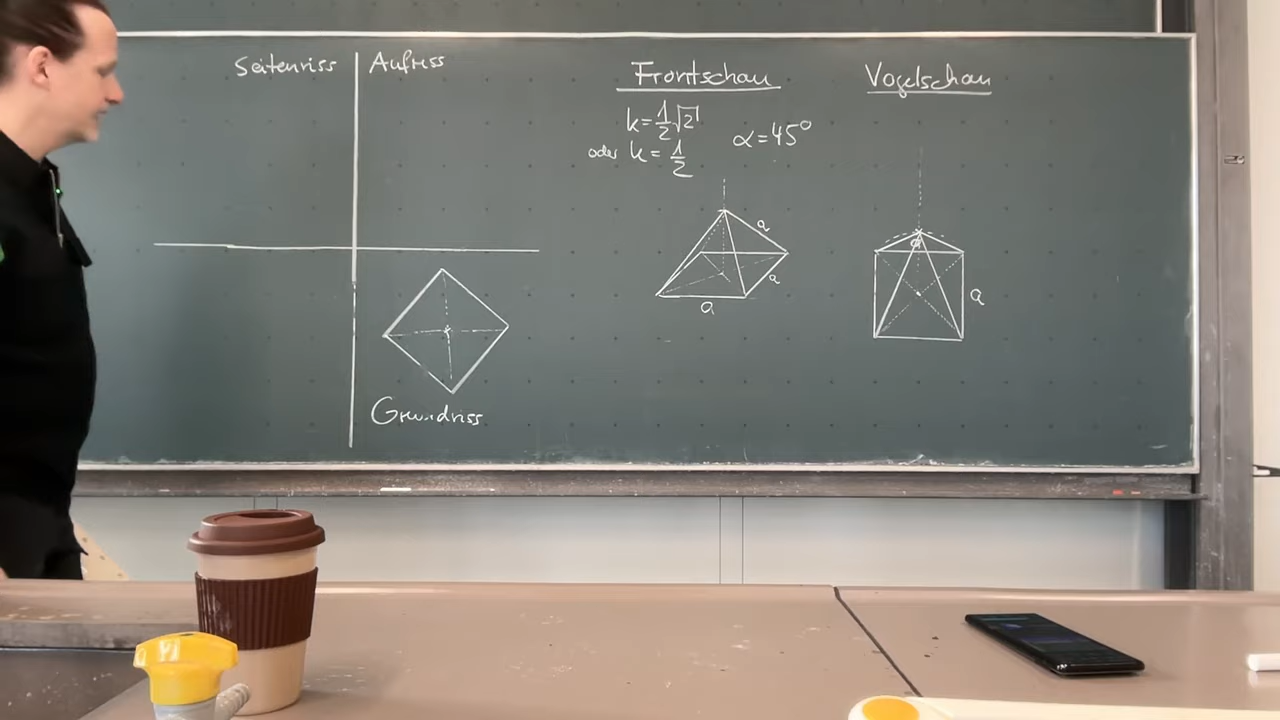 Seitenriss
Aufriss
Grundriss
Frontschau
k=1/2√2
oder k=1/2
α=45°
a
a
a
Vogelschau
a